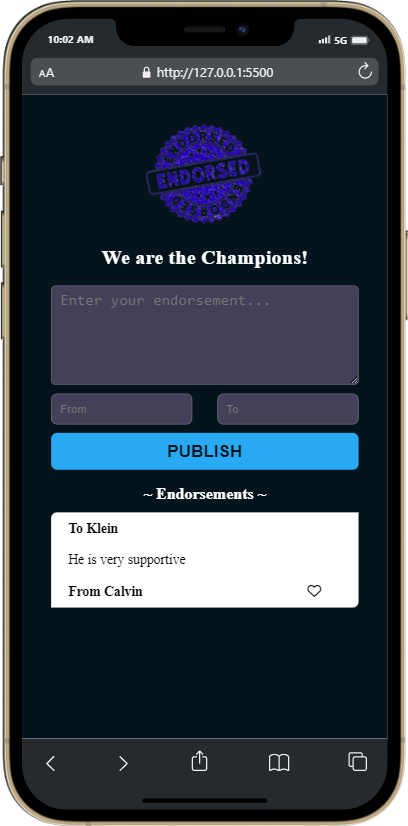 10:02 AM
5G
AA
http://127.0.0.1:5500
ENDORSED
ENDORSED
ENDORSED
We are the Champions!
Enter your endorsement...
From
To
PUBLISH
~ Endorsements ~
To Klein
He is very supportive
From Calvin